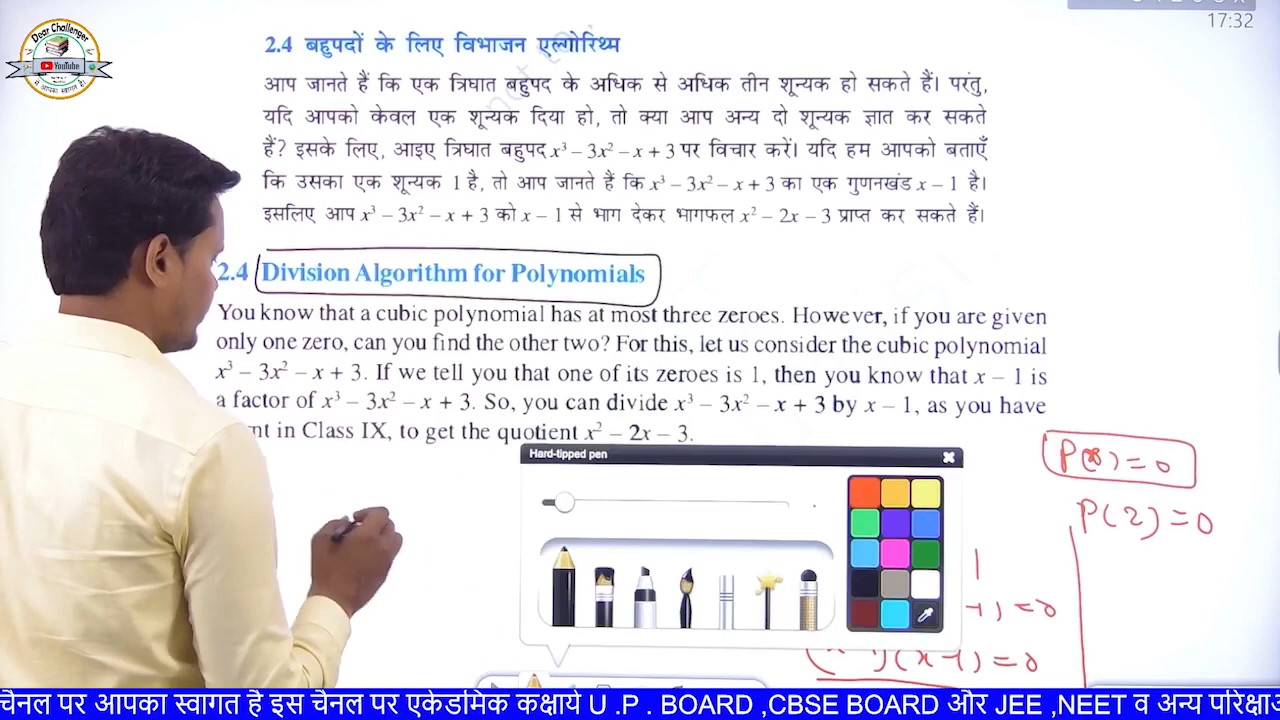 17:32
Dear Challenger
YouTube
में आपका स्वागत है
2.4 बहुपदों के लिए विभाजन एल्गोरिथ्म
आप जानते हैं कि एक त्रिघात बहुपद के अधिक से अधिक तीन शून्यक हो सकते हैं। परंतु,
यदि आपको केवल एक शून्यक दिया हो, तो क्या आप अन्य दो शून्यक ज्ञात कर सकते
हैं? इसके लिए, आइए त्रिघात बहुपद x³ – 3x² – x + 3 पर विचार करें। यदि हम आपको बताएँ
कि उसका एक शून्यक 1 है, तो आप जानते हैं कि x³ – 3x² – x + 3 का एक गुणनखंड x – 1 है।
इसलिए आप x³ – 3x² – x + 3 को x – 1 से भाग देकर भागफल x² – 2x – 3 प्राप्त कर सकते हैं।
2.4 Division Algorithm for Polynomials
You know that a cubic polynomial has at most three zeroes. However, if you are given
only one zero, can you find the other two? For this, let us consider the cubic polynomial
x³ – 3x² – x + 3. If we tell you that one of its zeroes is 1, then you know that x – 1 is
a factor of x³ – 3x² – x + 3. So, you can divide x³ – 3x² – x + 3 by x – 1, as you have
nt in Class IX, to get the quotient x² – 2x – 3.
Hard-tipped pen
P(x) = 0
P(2) = 0
1
-1) = 0
(x-1) = 0
चैनल पर आपका स्वागत है इस चैनल पर एकेडमिक कक्षाये U .P . BOARD ,CBSE BOARD और JEE ,NEET व अन्य परिक्षाअ